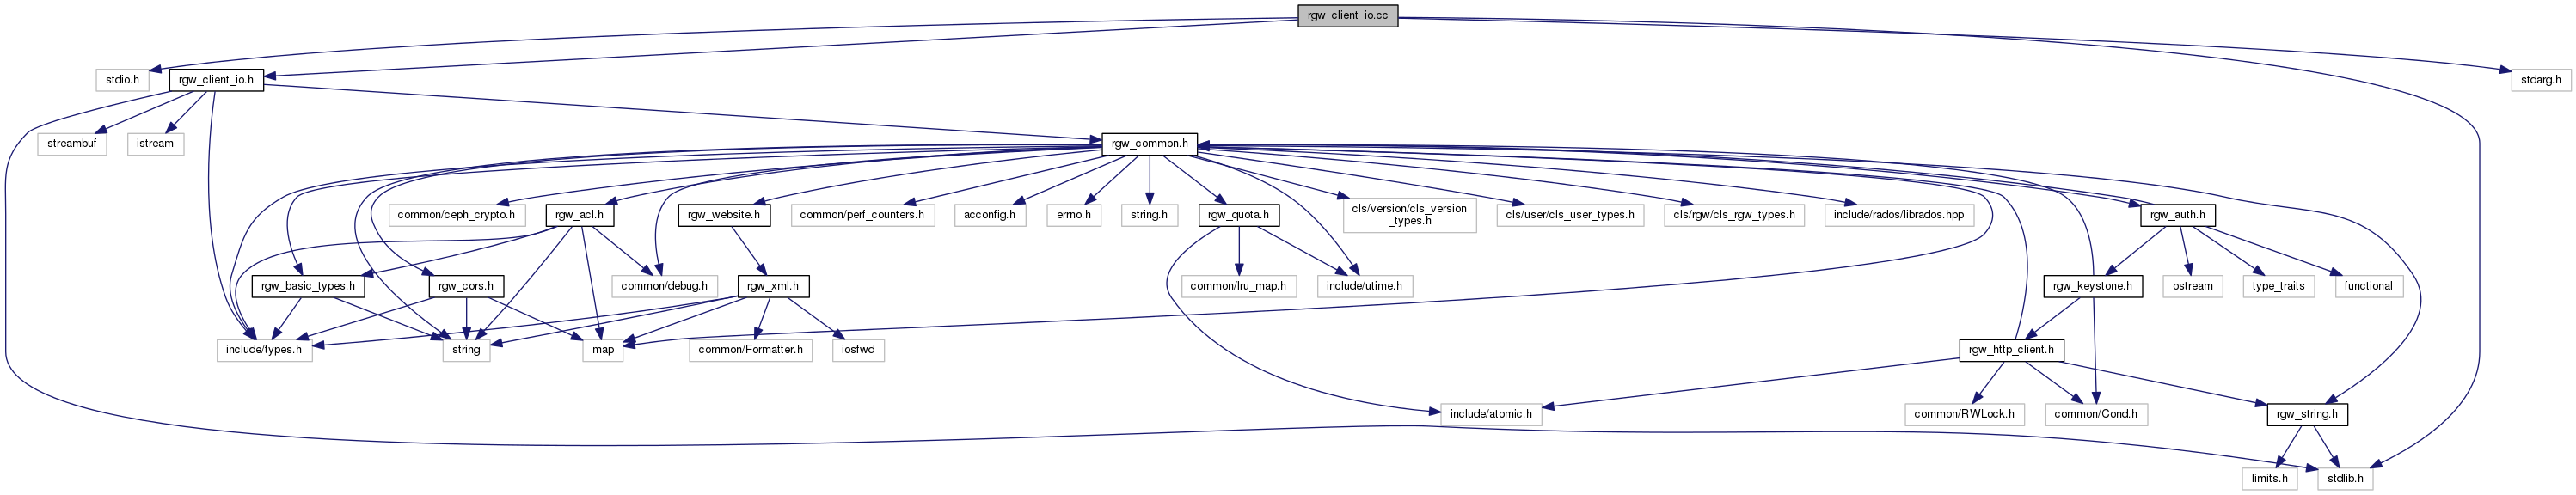 rgw_client_io.cc
stdio.h
rgw_client_io.h
stdarg.h
streambuf
istream
rgw_common.h
common/ceph_crypto.h
rgw_acl.h
rgw_website.h
common/perf_counters.h
acconfig.h
errno.h
string.h
rgw_quota.h
cls/version/cls_version
_types.h
cls/user/cls_user_types.h
cls/rgw/cls_rgw_types.h
include/rados/librados.hpp
rgw_auth.h
rgw_basic_types.h
rgw_cors.h
common/debug.h
rgw_xml.h
common/lru_map.h
include/utime.h
rgw_keystone.h
ostream
type_traits
functional
include/types.h
string
map
common/Formatter.h
iosfwd
rgw_http_client.h
include/atomic.h
common/RWLock.h
common/Cond.h
rgw_string.h
limits.h
stdlib.h